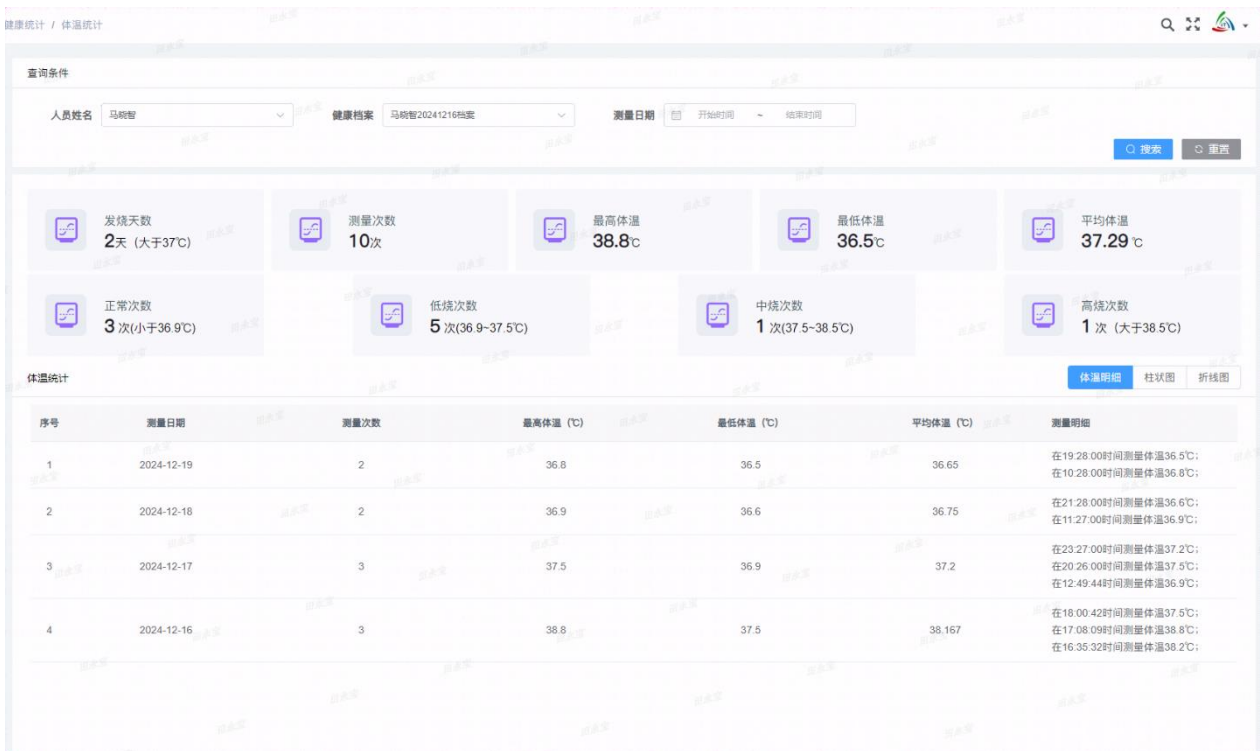 健康统计 / 体温统计
查询条件
人员姓名 马晓智 健康档案 马晓智20241216档案 测量日期 开始时间 ~ 结束时间
搜索 重置
发烧天数 测量次数 最高体温 最低体温 平均体温
2天（大于37℃） 10次 38.8℃ 36.5℃ 37.29 ℃
正常次数 低烧次数 中烧次数 高烧次数
3 次(小于36.9℃) 5 次(36.9~37.5℃) 1 次(37.5~38.5℃) 1 次（大于38.5℃）
体温统计 体温明细 柱状图 折线图
序号 测量日期 测量次数 最高体温（℃） 最低体温（℃） 平均体温（℃） 测量明细
1 2024-12-19 2 36.8 36.5 36.65 在19:28:00时间测量体温36.5℃；
在10:28:00时间测量体温36.8℃；
2 2024-12-18 2 36.9 36.6 36.75 在21:28:00时间测量体温36.6℃；
在11:27:00时间测量体温36.9℃；
3 2024-12-17 3 37.5 36.9 37.2 在23:27:00时间测量体温37.2℃；
在20:26:00时间测量体温37.5℃；
在12:49:44时间测量体温36.9℃；
4 2024-12-16 3 38.8 37.5 38.167 在18:00:42时间测量体温37.5℃；
在17:08:09时间测量体温38.8℃；
在16:35:32时间测量体温38.2℃；